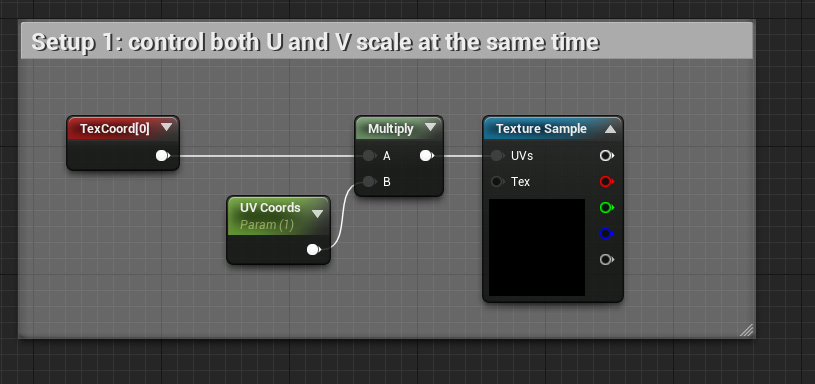 Setup 1: control both U and V scale at the same time
TexCoord[0]
Multiply
A
B
UV Coords
Param (1)
Texture Sample
UVs
Tex